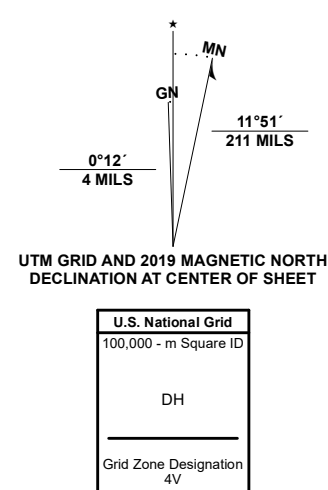 ★
MN
GN
11°51´
211 MILS
0°12´
4 MILS
UTM GRID AND 2019 MAGNETIC NORTH
DECLINATION AT CENTER OF SHEET
U.S. National Grid
100,000 - m Square ID
DH
Grid Zone Designation
4V